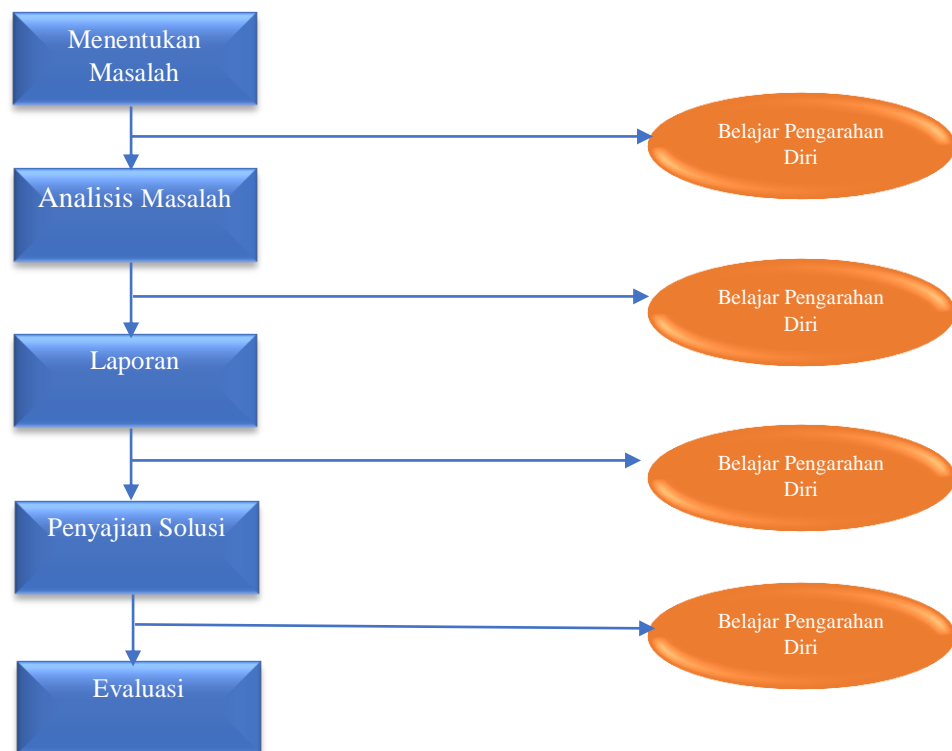 Menentukan
Masalah
Belajar Pengarahan
Diri
Analisis Masalah
Belajar Pengarahan
Diri
Laporan
Belajar Pengarahan
Diri
Penyajian Solusi
Belajar Pengarahan
Diri
Evaluasi